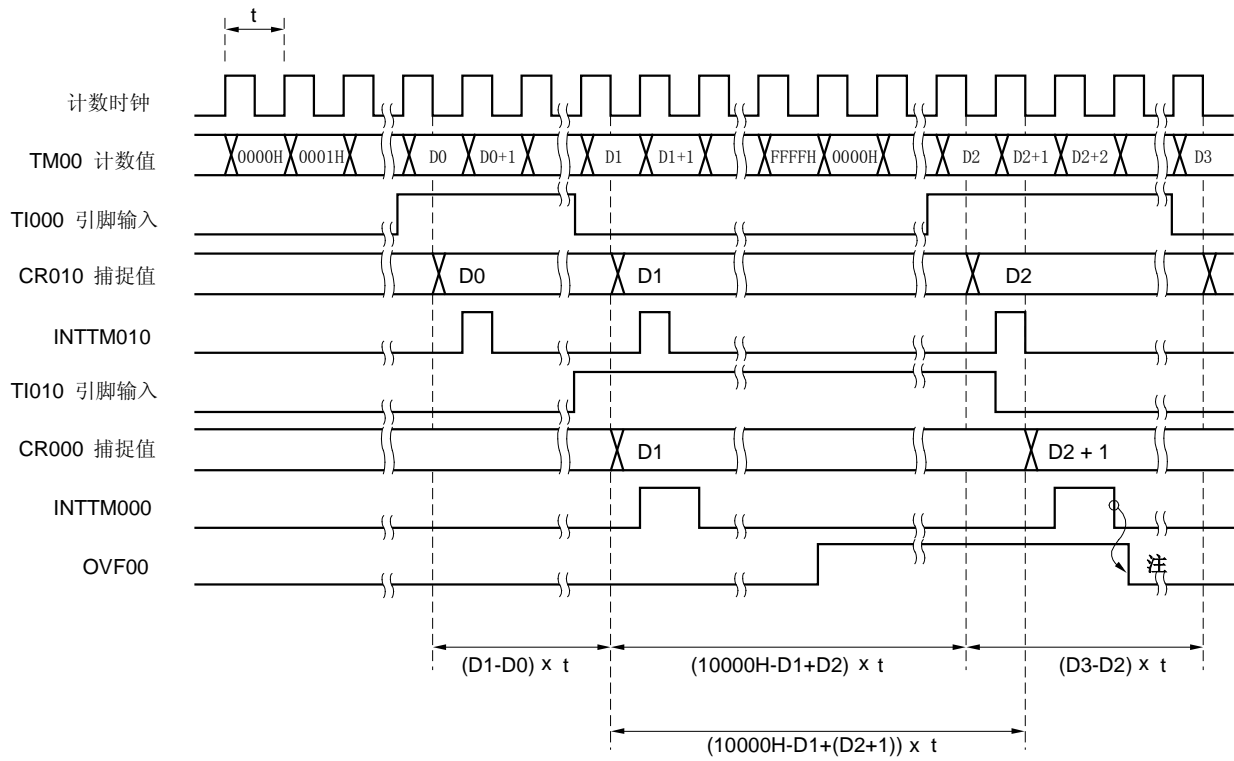 t
计数时钟
TM00 计数值
0000H 0001H D0 D0+1 D1 D1+1 FFFFH 0000H D2 D2+1 D2+2 D3
TI000 引脚输入
CR010 捕捉值
D0 D1 D2
INTTM010
TI010 引脚输入
CR000 捕捉值
D1 D2 + 1
INTTM000
OVF00
注
(D1-D0) x t (10000H-D1+D2) x t (D3-D2) x t
(10000H-D1+(D2+1)) x t